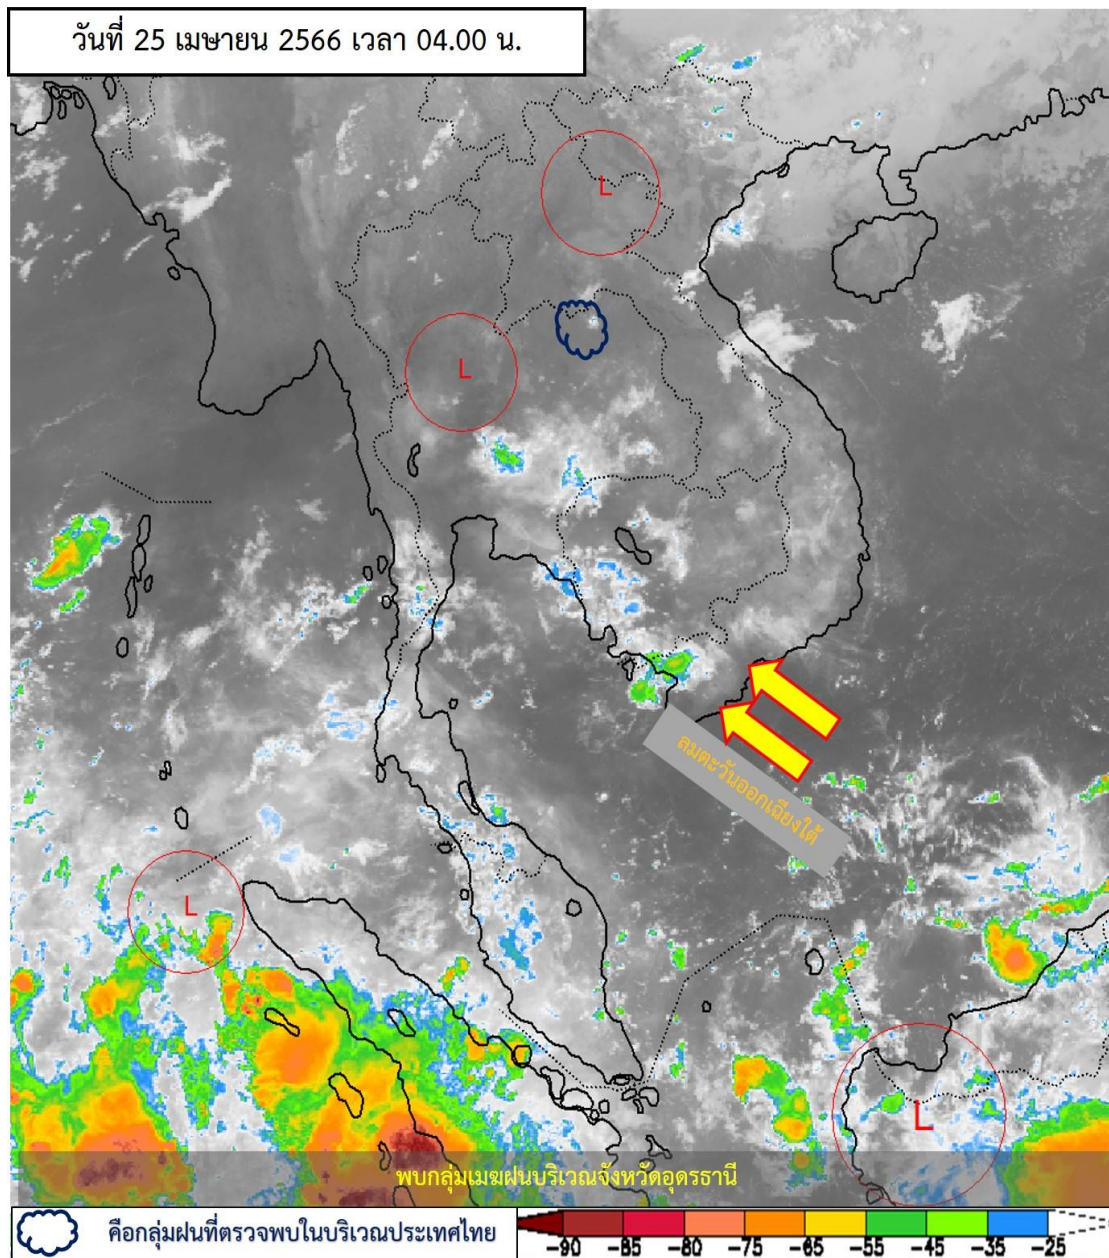 วันที่ 25 เมษายน 2566 เวลา 04.00 น.
L
L
ลมตะวันออกเฉียงใต้
L
L
พบกลุ่มเมฆฝนบริเวณจังหวัดอุดรธานี
คือกลุ่มฝนที่ตรวจพบในบริเวณประเทศไทย
-90 -85 -80 -75 -65 -55 -45 -35 -25